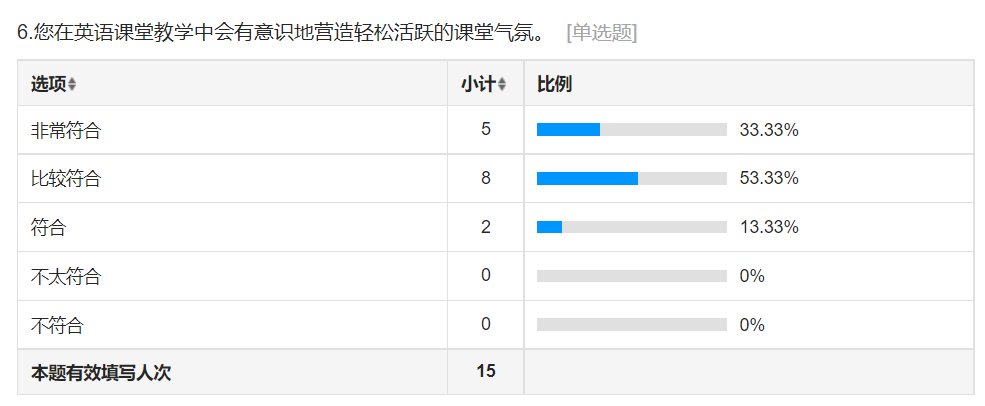 6.您在英语课堂教学中会有意识地营造轻松活跃的课堂气氛。 [单选题]
选项 小计 比例
非常符合 5 33.33%
比较符合 8 53.33%
符合 2 13.33%
不太符合 0 0%
不符合 0 0%
本题有效填写人次 15